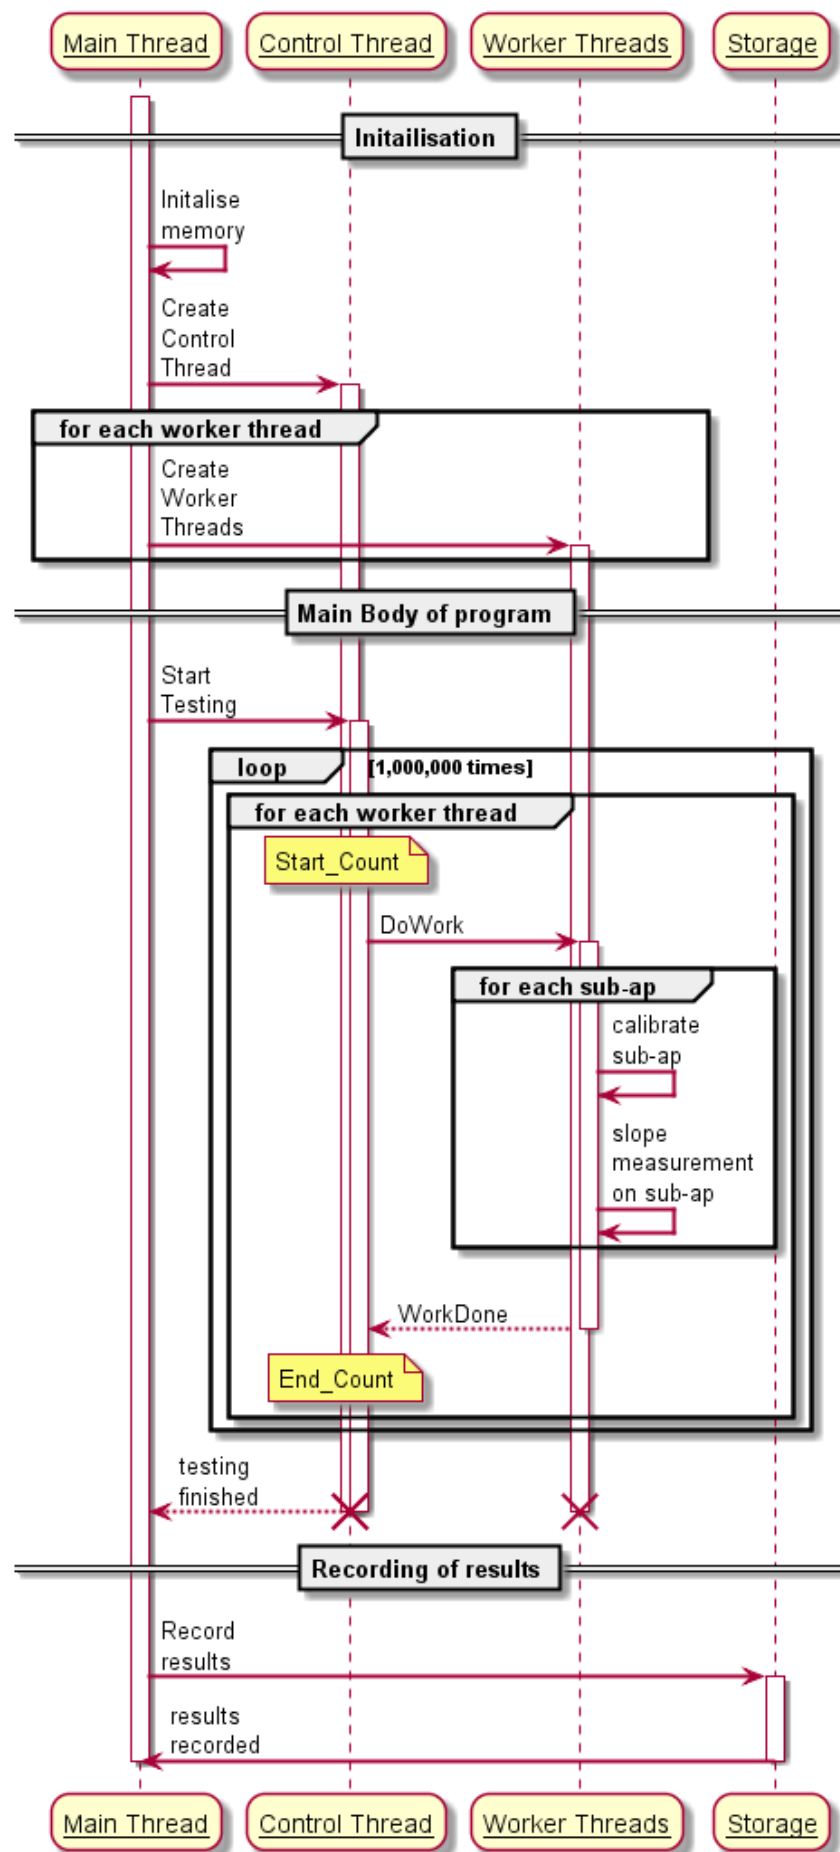 Main Thread Control Thread Worker Threads Storage
Initailisation
Initalise
memory
Create
Control
Thread
for each worker thread
Create
Worker
Threads
Main Body of program
Start
Testing
loop [1,000,000 times]
for each worker thread
Start_Count
DoWork
for each sub-ap
calibrate
sub-ap
slope
measurement
on sub-ap
WorkDone
End_Count
testing
finished
Recording of results
Record
results
results
recorded
Main Thread Control Thread Worker Threads Storage